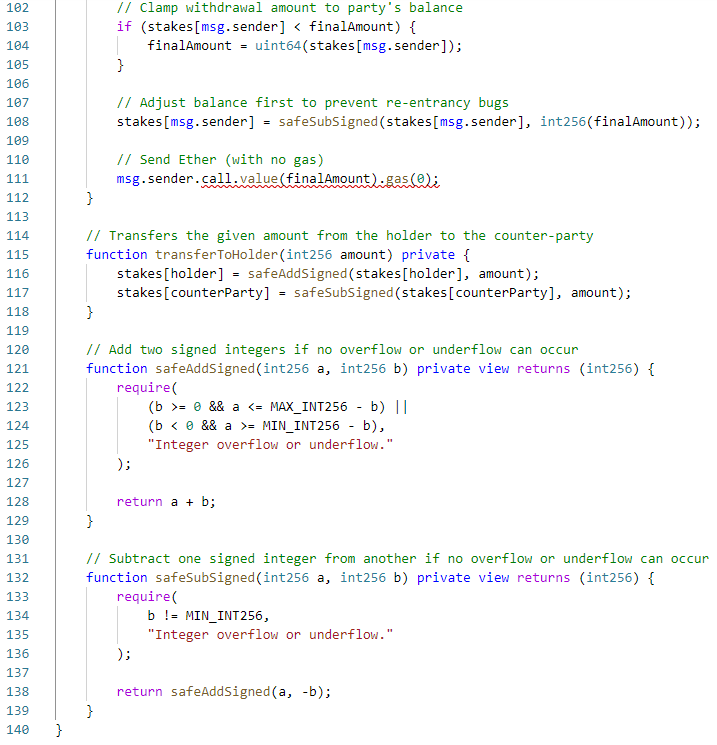 102         // Clamp withdrawal amount to party's balance
103         if (stakes[msg.sender] < finalAmount) {
104             finalAmount = uint64(stakes[msg.sender]);
105         }
106
107         // Adjust balance first to prevent re-entrancy bugs
108         stakes[msg.sender] = safeSubSigned(stakes[msg.sender], int256(finalAmount));
109
110         // Send Ether (with no gas)
111         msg.sender.call.value(finalAmount).gas(0);
112     }
113
114     // Transfers the given amount from the holder to the counter-party
115     function transferToHolder(int256 amount) private {
116         stakes[holder] = safeAddSigned(stakes[holder], amount);
117         stakes[counterParty] = safeSubSigned(stakes[counterParty], amount);
118     }
119
120     // Add two signed integers if no overflow or underflow can occur
121     function safeAddSigned(int256 a, int256 b) private view returns (int256) {
122         require(
123             (b >= 0 && a <= MAX_INT256 - b) ||
124             (b < 0 && a >= MIN_INT256 - b),
125             "Integer overflow or underflow."
126         );
127
128         return a + b;
129     }
130
131     // Subtract one signed integer from another if no overflow or underflow can occur
132     function safeSubSigned(int256 a, int256 b) private view returns (int256) {
133         require(
134             b != MIN_INT256,
135             "Integer overflow or underflow."
136         );
137
138         return safeAddSigned(a, -b);
139     }
140 }